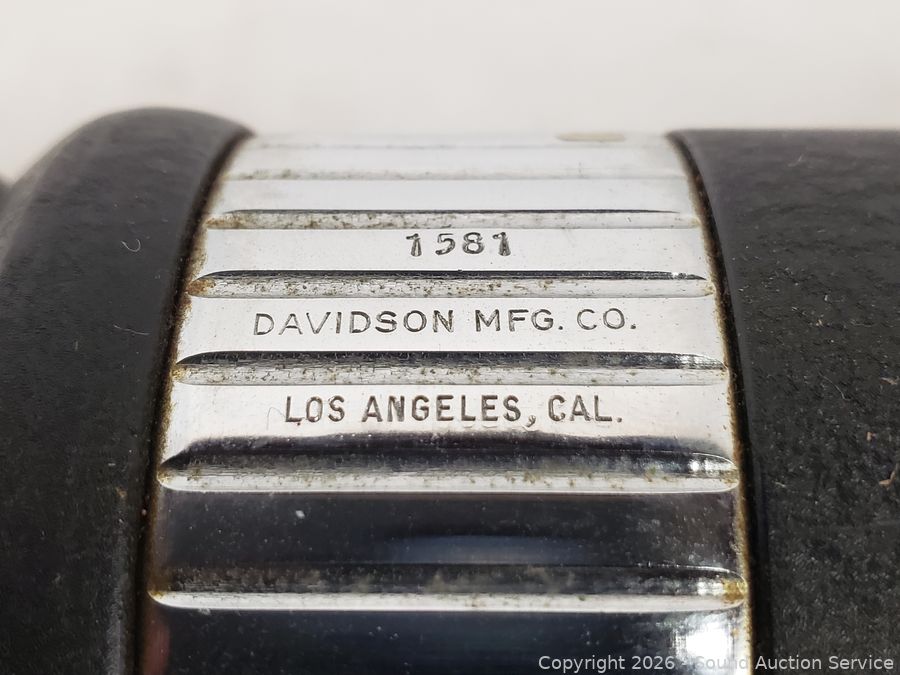 1581
DAVIDSON MFG. CO.
LOS ANGELES, CAL.
Copyright 2026 - Sound Auction Service